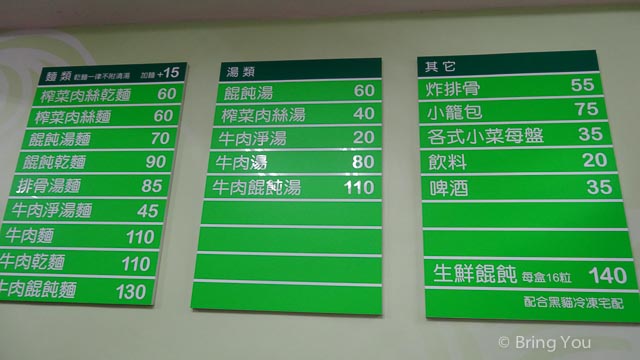 麵類 乾麵一律不附清湯 加麵+15
榨菜肉絲乾麵 60
榨菜肉絲麵 60
餛飩湯麵 70
餛飩乾麵 90
排骨湯麵 85
牛肉淨湯麵 45
牛肉麵 110
牛肉乾麵 110
牛肉餛飩麵 130
湯類
餛飩湯 60
榨菜肉絲湯 40
牛肉淨湯 20
牛肉湯 80
牛肉餛飩湯 110
其它
炸排骨 55
小籠包 75
各式小菜每盤 35
飲料 20
啤酒 35
生鮮餛飩 每盒16粒 140
配合黑貓冷凍宅配
© Bring You